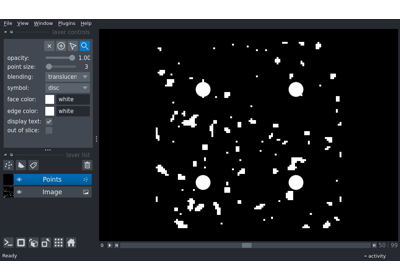 File View Window Plugins Help
layer controls
opacity: 1.00
point size: 3
blending: translucen
symbol: disc
face color: white
edge color: white
display text: ✓
out of slice:
layer list
Points
Image
0 50 99
Ready activity